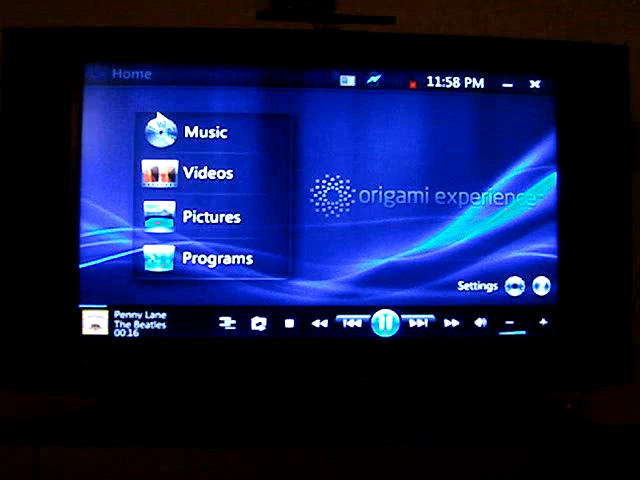 Home
11:58 PM
Music
Videos
Pictures
Programs
origami experience
Settings
Penny Lane
The Beatles
00:16